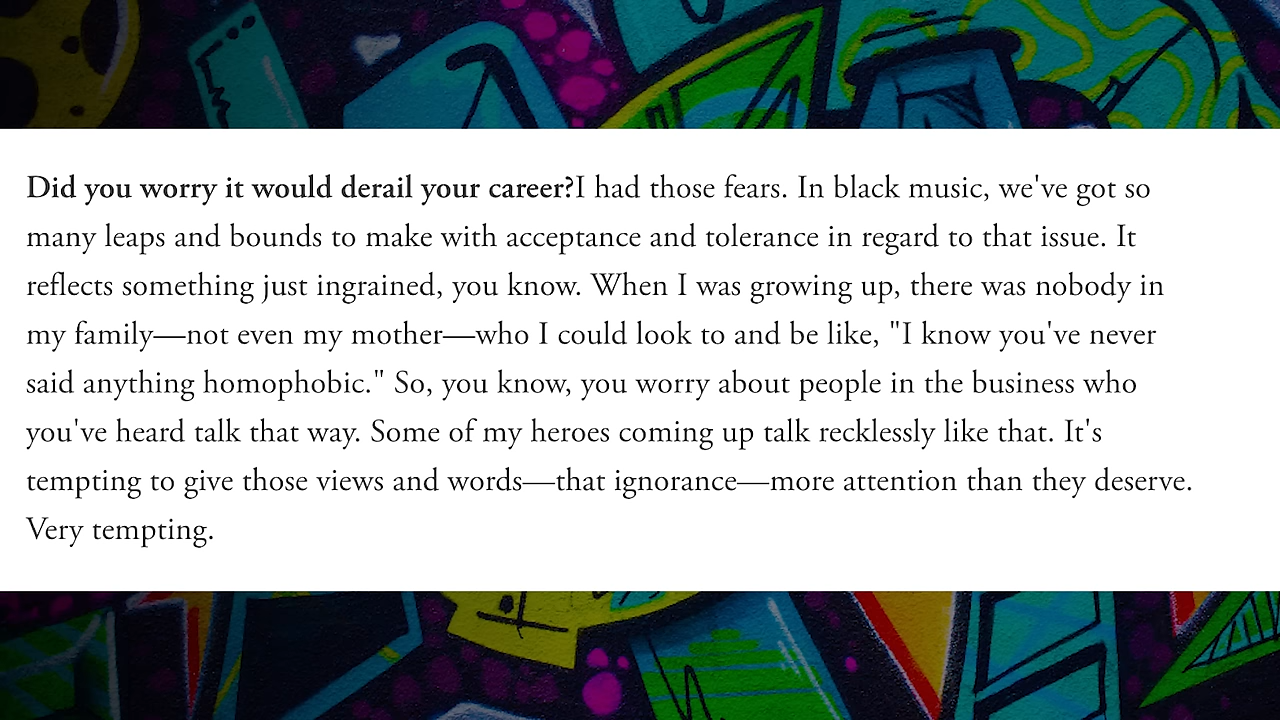 Did you worry it would derail your career?I had those fears. In black music, we've got so
many leaps and bounds to make with acceptance and tolerance in regard to that issue. It
reflects something just ingrained, you know. When I was growing up, there was nobody in
my family—not even my mother—who I could look to and be like, "I know you've never
said anything homophobic." So, you know, you worry about people in the business who
you've heard talk that way. Some of my heroes coming up talk recklessly like that. It's
tempting to give those views and words—that ignorance—more attention than they deserve.
Very tempting.